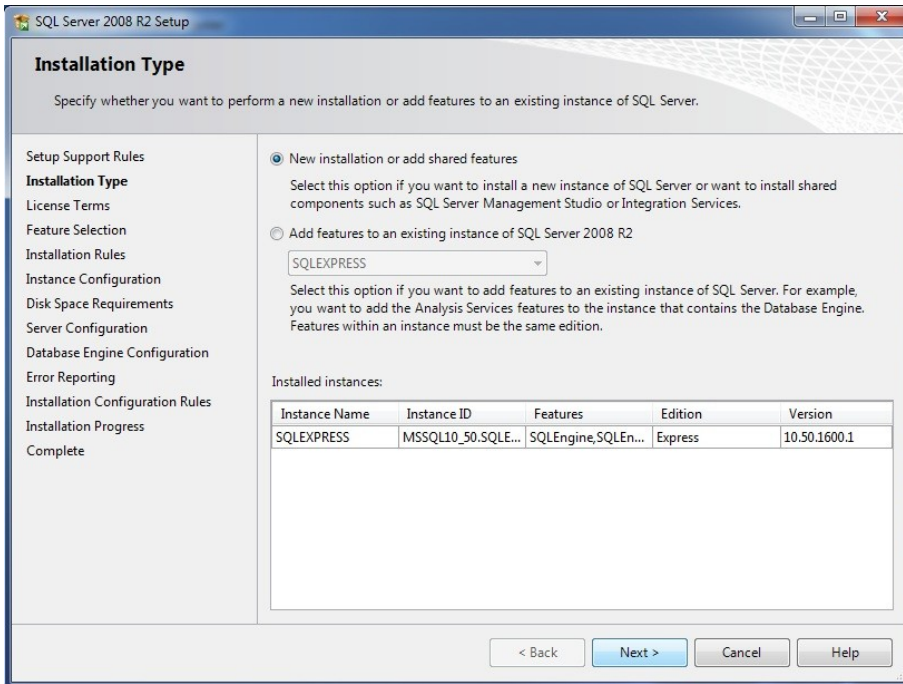 SQL Server 2008 R2 Setup
Installation Type
Specify whether you want to perform a new installation or add features to an existing instance of SQL Server.
Setup Support Rules
Installation Type
License Terms
Feature Selection
Installation Rules
Instance Configuration
Disk Space Requirements
Server Configuration
Database Engine Configuration
Error Reporting
Installation Configuration Rules
Installation Progress
Complete
New installation or add shared features
Select this option if you want to install a new instance of SQL Server or want to install shared
components such as SQL Server Management Studio or Integration Services.
Add features to an existing instance of SQL Server 2008 R2
SQLEXPRESS
Select this option if you want to add features to an existing instance of SQL Server. For example,
you want to add the Analysis Services features to the instance that contains the Database Engine.
Features within an instance must be the same edition.
Installed instances:
Instance Name Instance ID Features Edition Version
SQLEXPRESS MSSQL10_50.SQLE... SQLEngine,SQLEn... Express 10.50.1600.1
< Back Next > Cancel Help